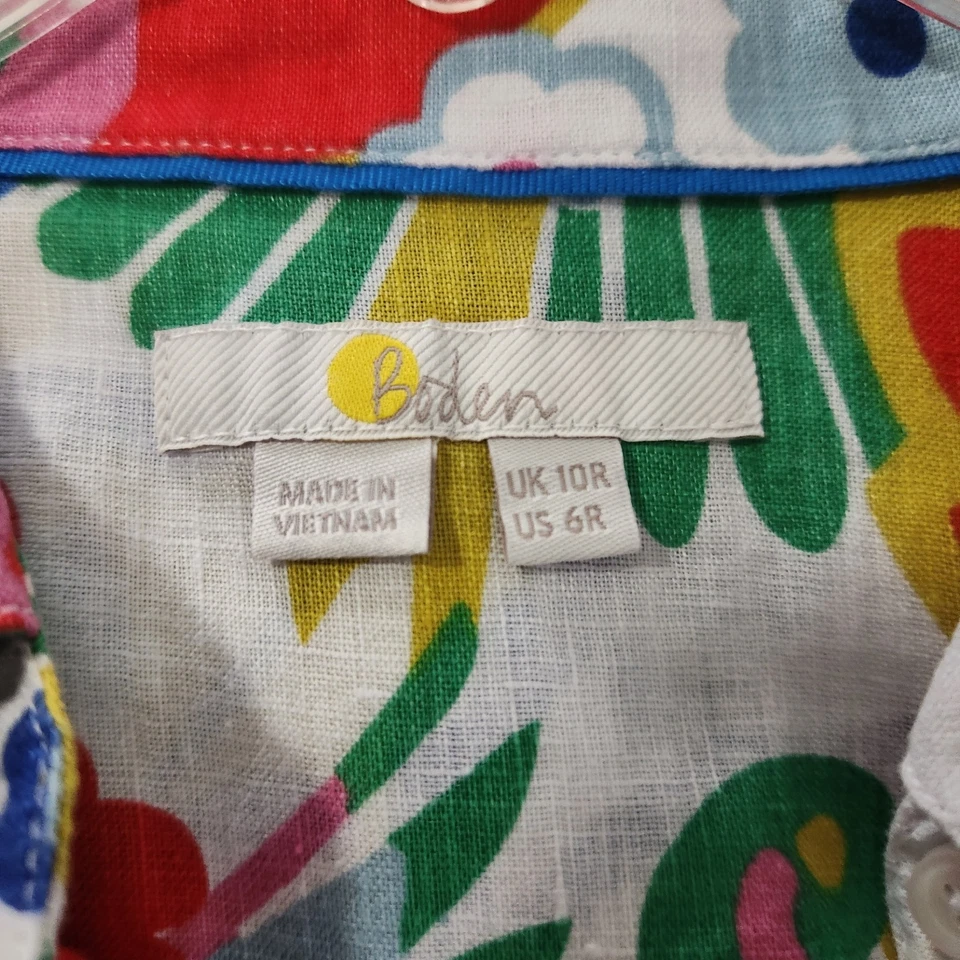 Boden
MADE IN
VIETNAM
UK 10R
US 6R